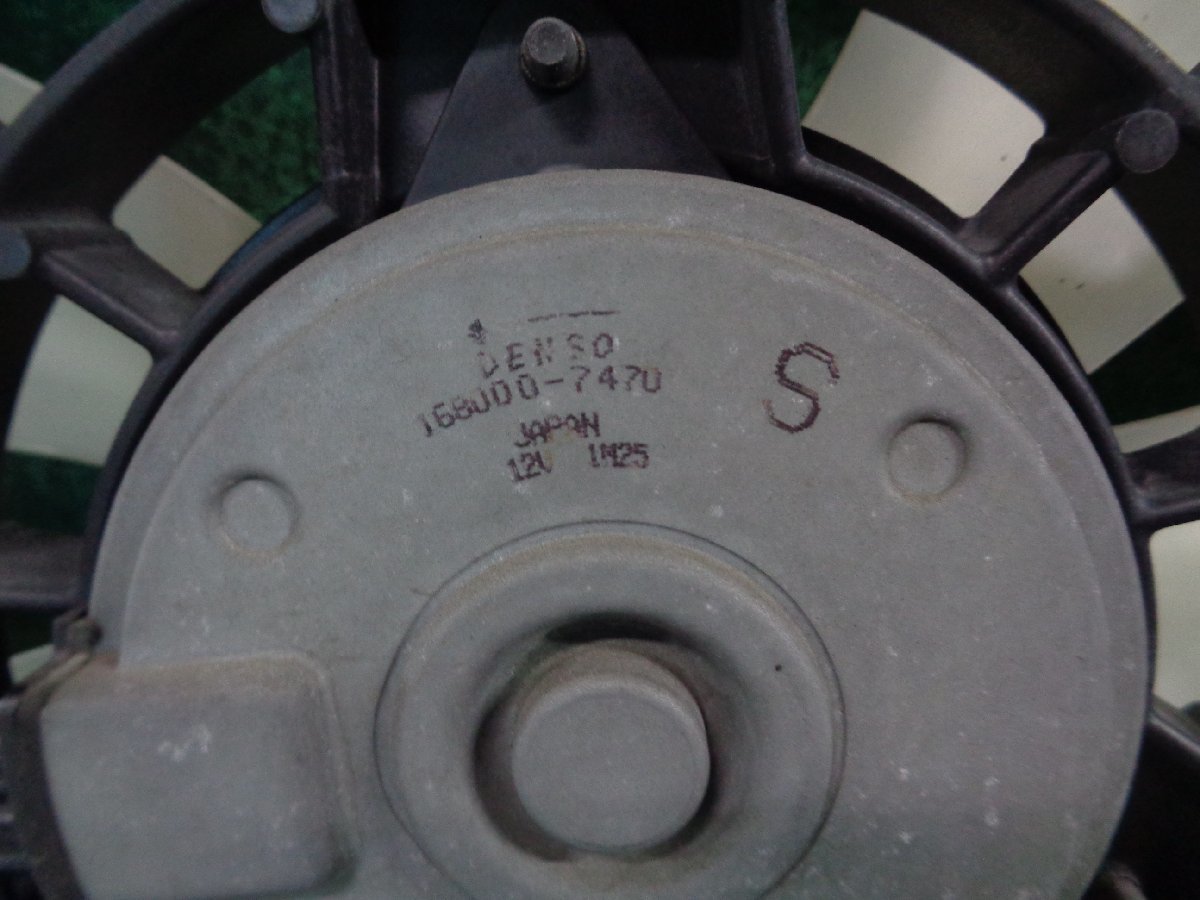 DENSO
168000-7470
S
JAPAN
12V 1M25